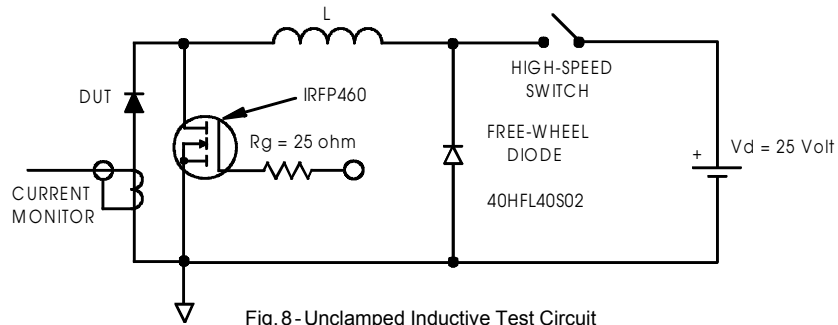 L
HIGH-SPEED
SWITCH
DUT
IRFP460
Rg = 25 ohm
FREE-WHEEL
DIODE
40HFL40S02
+
Vd = 25 Volt
CURRENT
MONITOR
Fig. 8 - Unclamped Inductive Test Circuit